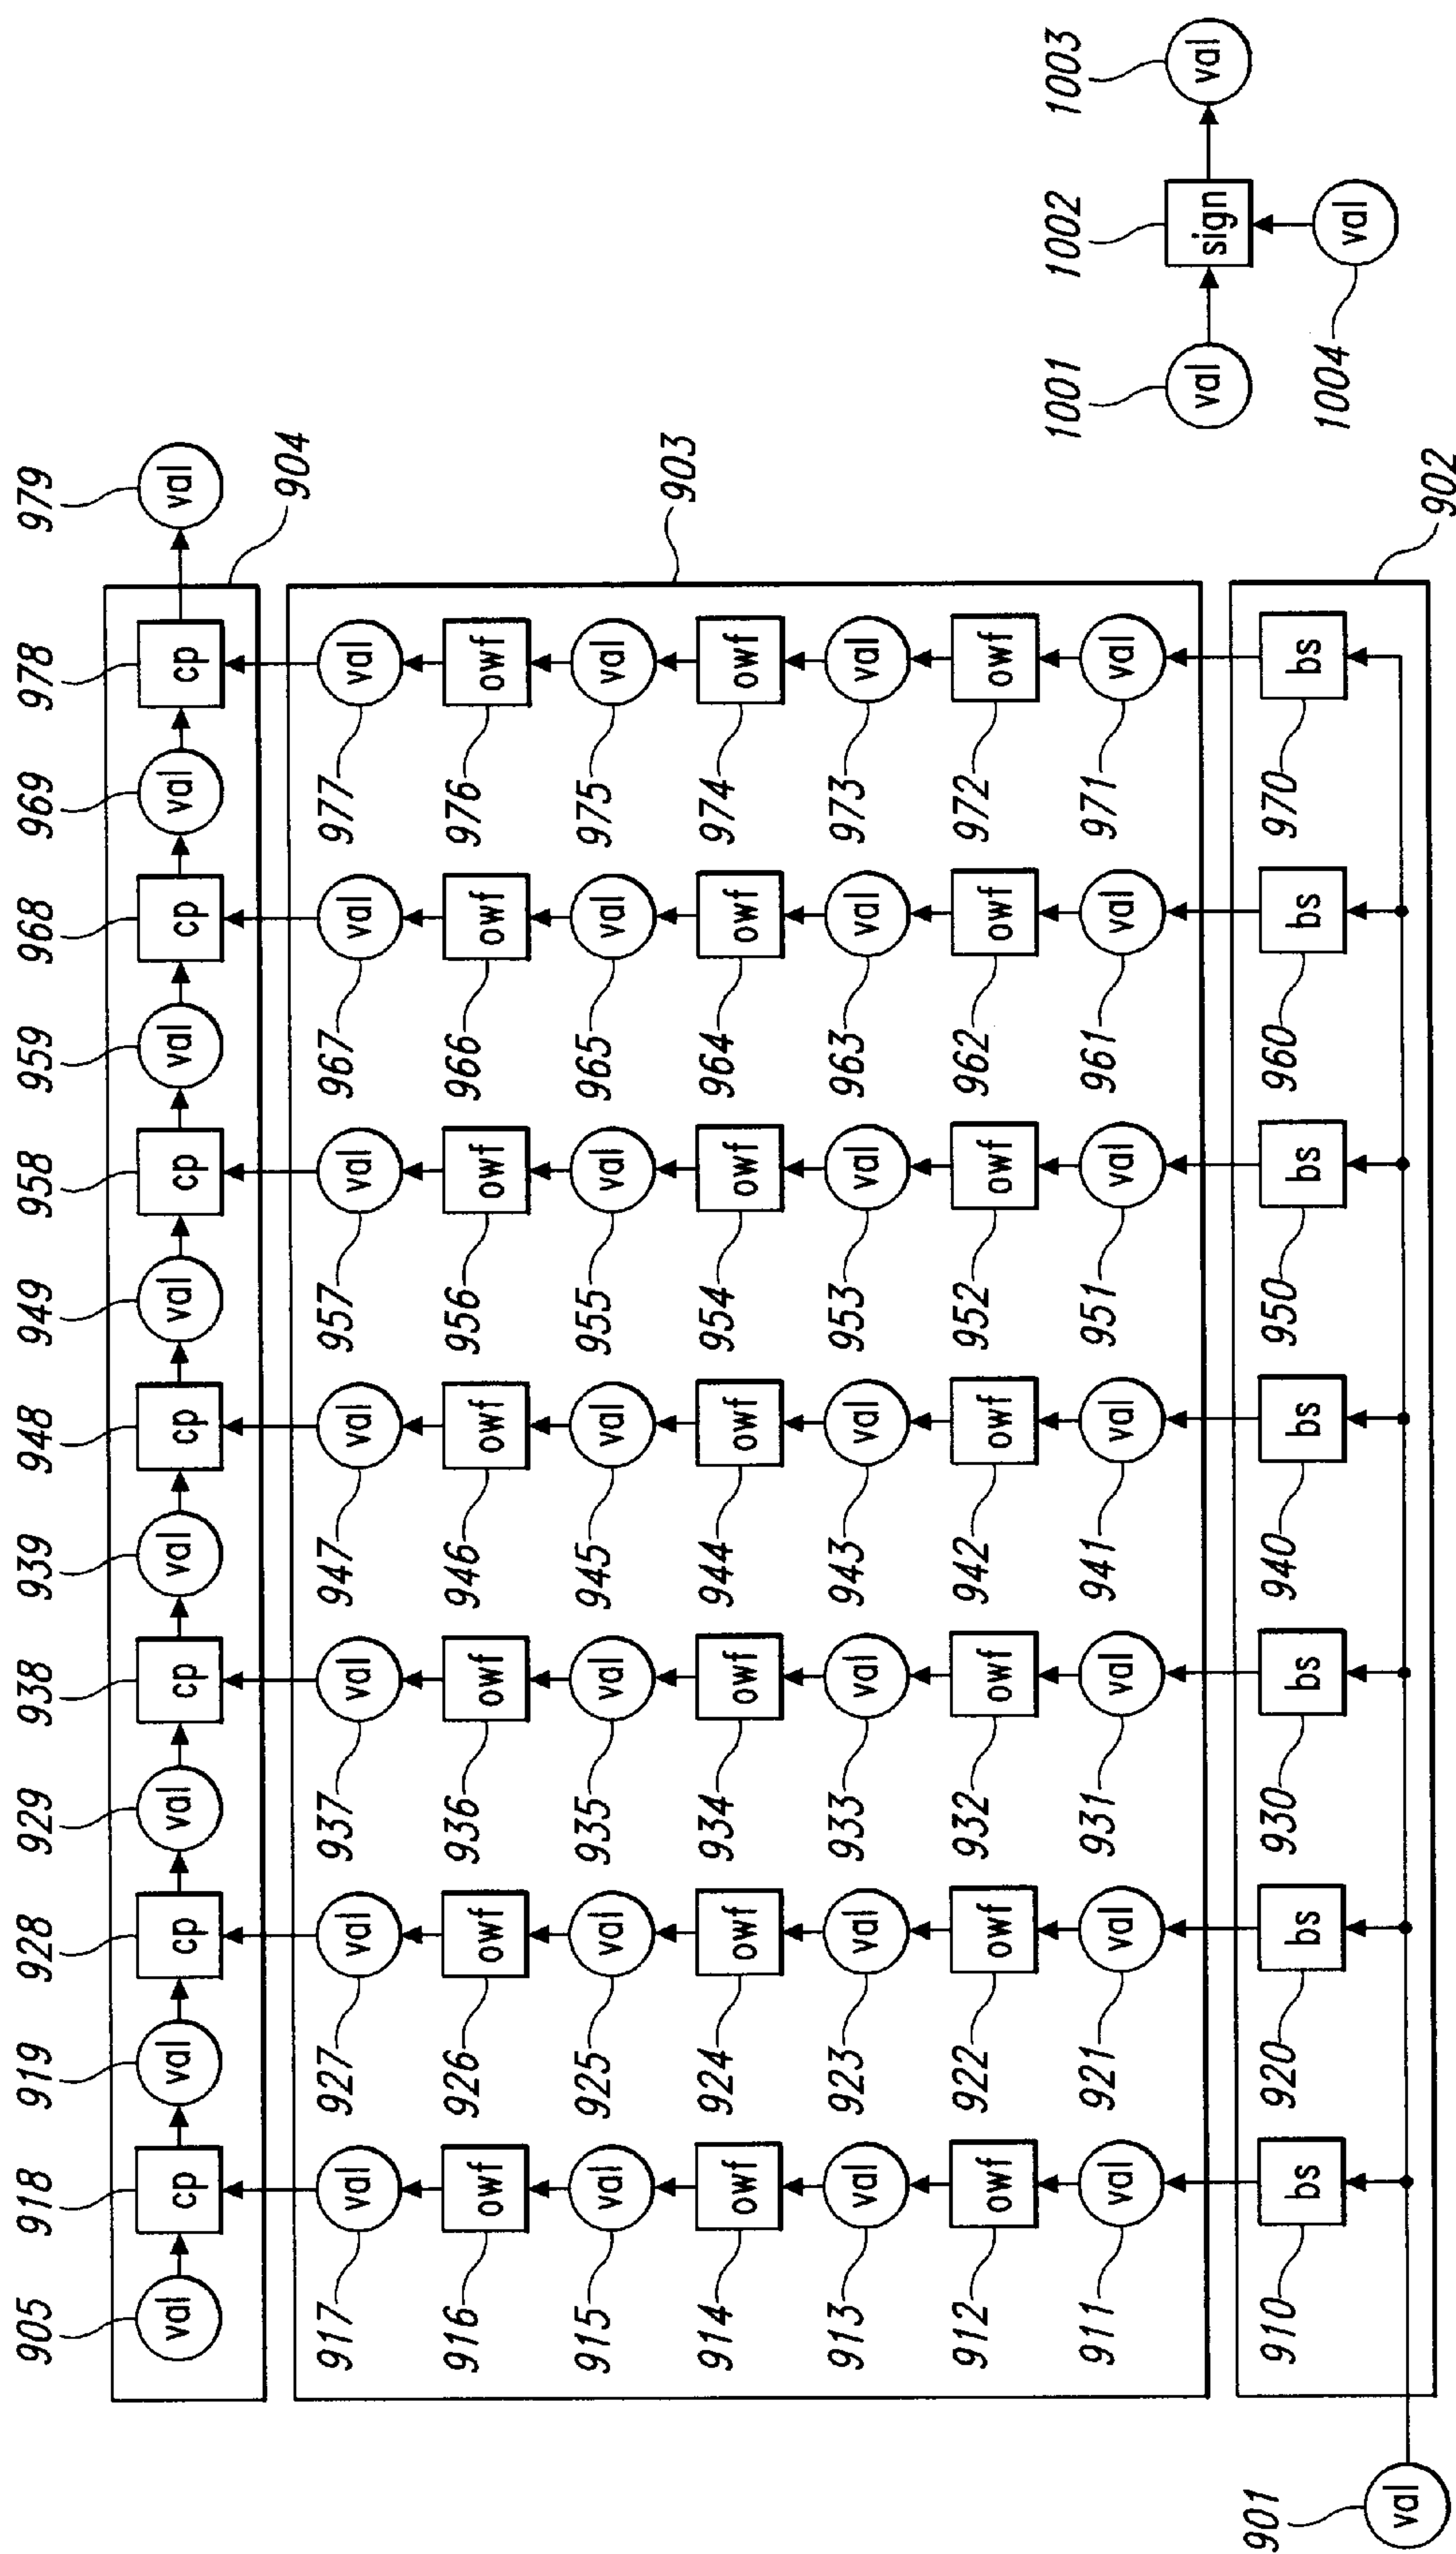 905 918 919 928 929 938 939 948 949 958 959 968 969 978 979
val cp val cp val cp val cp val cp val cp val cp val
904
917 927 937 947 957 967 977
val val val val val val val
916 926 936 946 956 966 976
owf owf owf owf owf owf owf
915 925 935 945 955 965 975
val val val val val val val
903
914 924 934 944 954 964 974
owf owf owf owf owf owf owf
913 923 933 943 953 963 973
val val val val val val val
912 922 932 942 952 962 972
owf owf owf owf owf owf owf
911 921 931 941 951 961 971
val val val val val val val
901 910 920 930 940 950 960 970
bs bs bs bs bs bs bs
val
902
1001 1002 1003
val sign val
1004
val